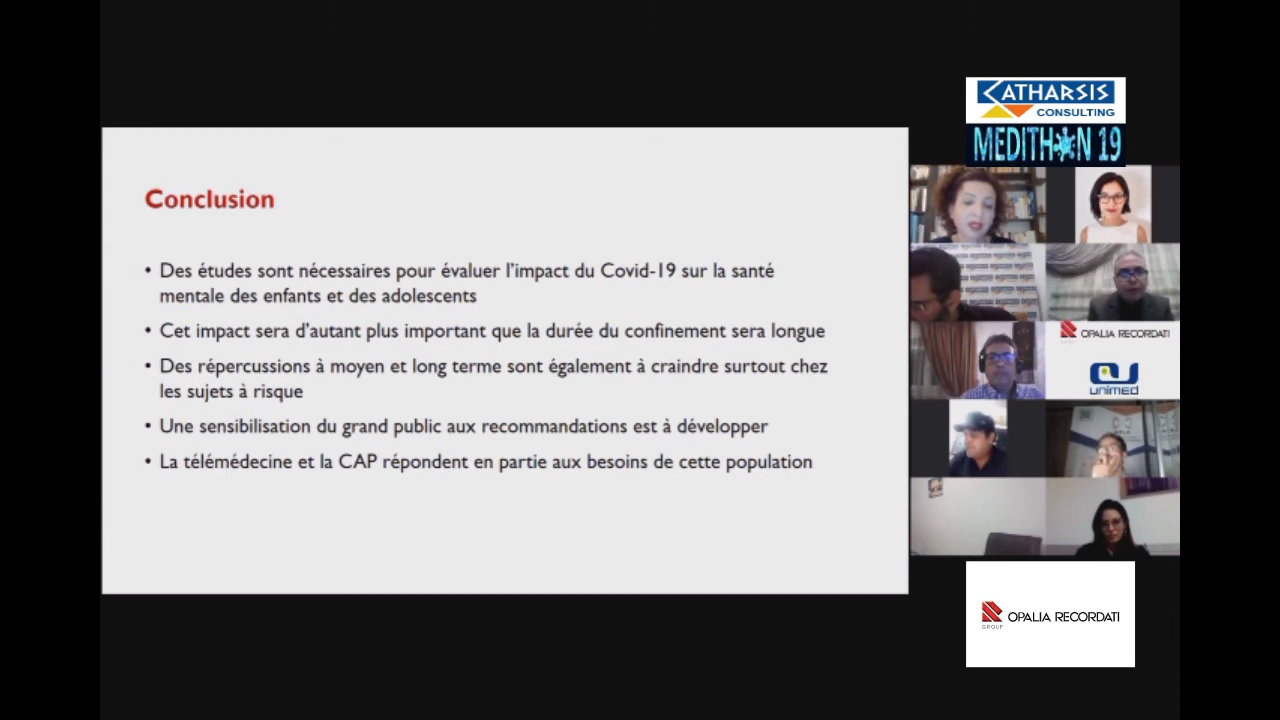 CATHARSIS
CONSULTING
MEDITHON 19
Conclusion
• Des études sont nécessaires pour évaluer l'impact du Covid-19 sur la santé
mentale des enfants et des adolescents
• Cet impact sera d'autant plus important que la durée du confinement sera longue
• Des répercussions à moyen et long terme sont également à craindre surtout chez
les sujets à risque
• Une sensibilisation du grand public aux recommandations est à développer
• La télémédecine et la CAP répondent en partie aux besoins de cette population
OPALIA RECORDATI
unimed
OPALIA RECORDATI
GROUP